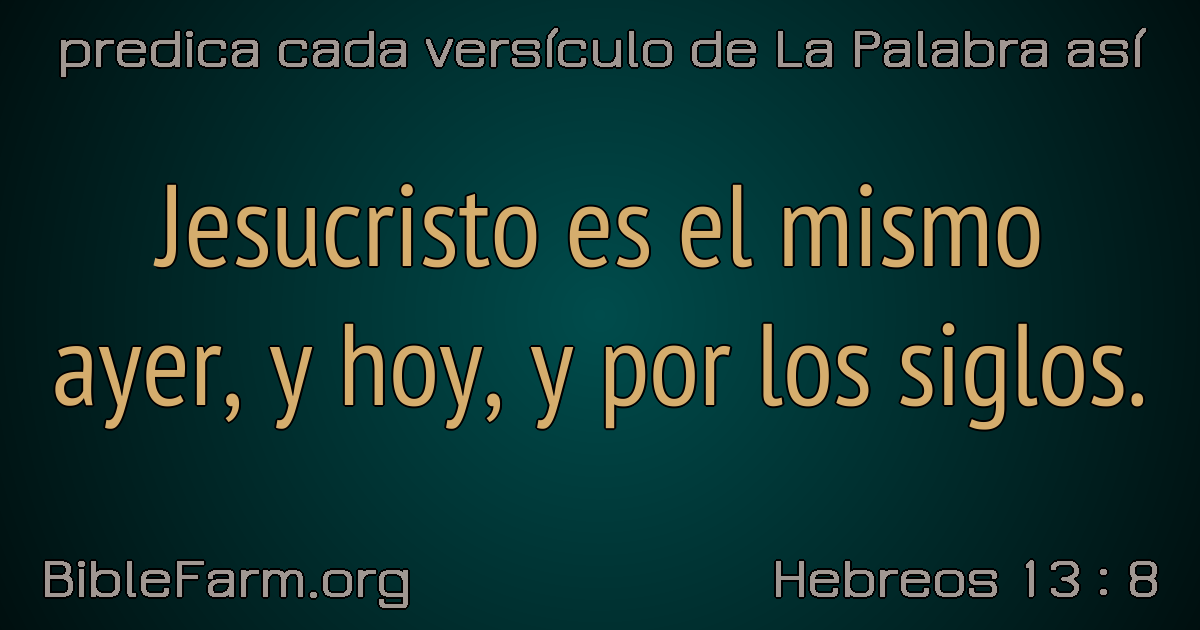 predica cada versículo de La Palabra así
Jesucristo es el mismo
ayer, y hoy, y por los siglos.
BibleFarm.org
Hebreos 13 : 8